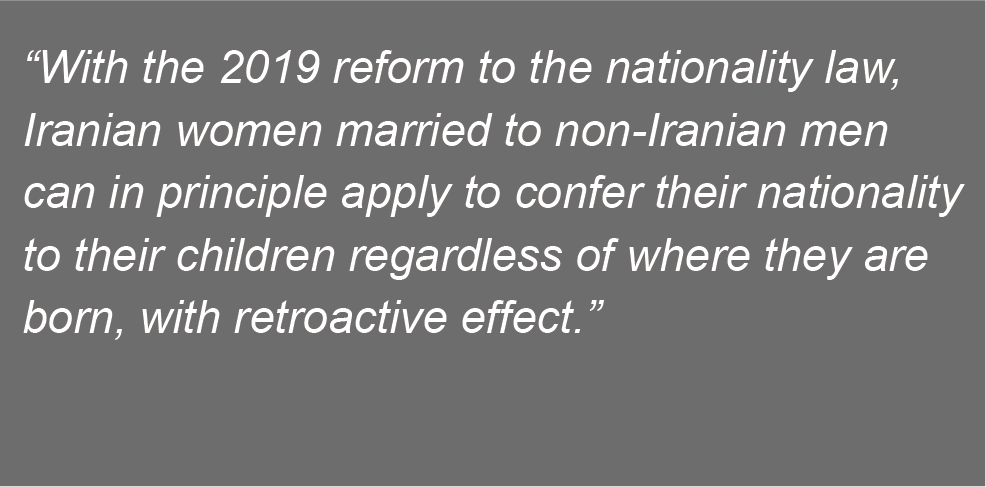 “With the 2019 reform to the nationality law,
Iranian women married to non-Iranian men
can in principle apply to confer their nationality
to their children regardless of where they are
born, with retroactive effect.”